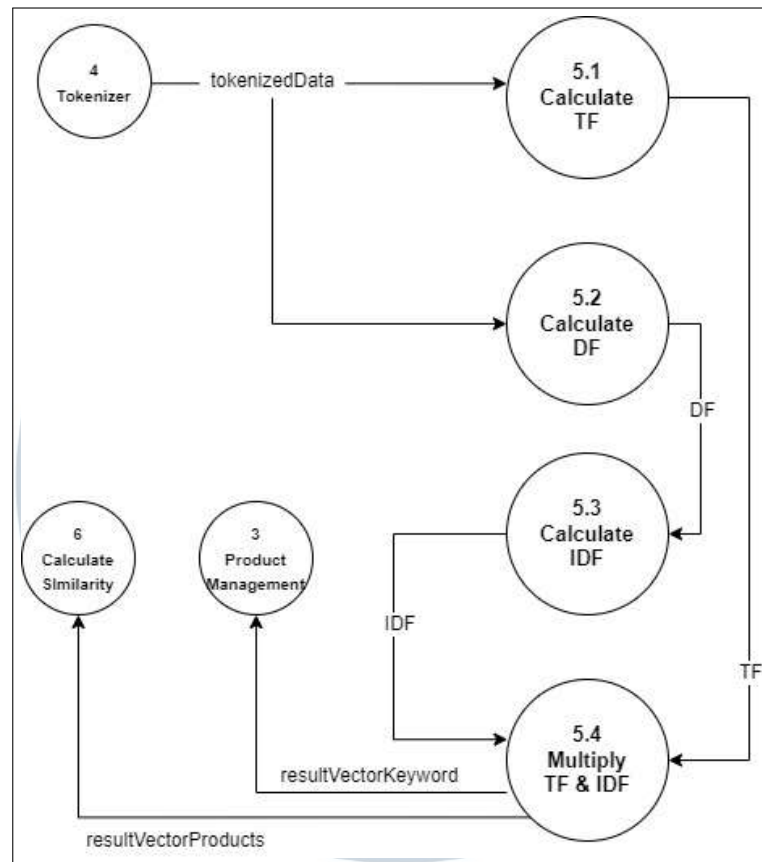 4
Tokenizer
tokenizedData
5.1
Calculate
TF
5.2
Calculate
DF
DF
5.3
Calculate
IDF
6
Calculate
SImilarity
3
Product
Management
IDF
TF
5.4
Multiply
TF & IDF
resultVectorKeyword
resultVectorProducts